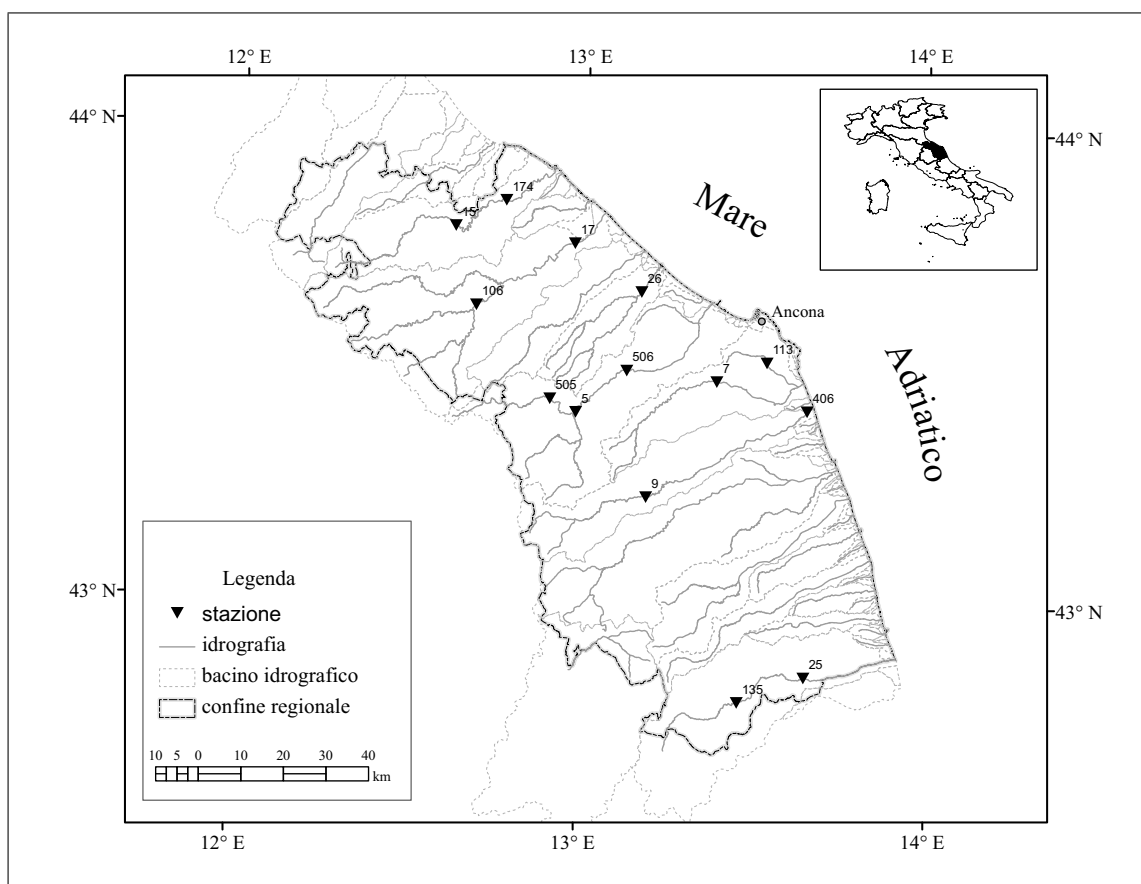 12° E 13° E 14° E
44° N
44° N
Mare
Adriatico
174
15
17
26
106
Ancona
113
506
7
505
5
406
9
43° N
43° N
Legenda
stazione
idrografia
bacino idrografico
confine regionale
10 5 0 10 20 30 40
km
25
135
12° E 13° E 14° E